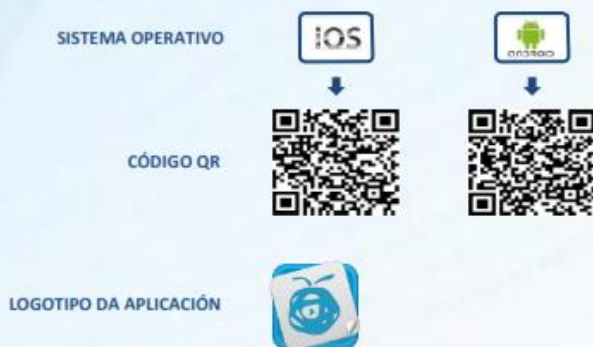 SISTEMA OPERATIVO
iOS
ANDROID
CÓDIGO QR
LOGOTIPO DA APLICACIÓN